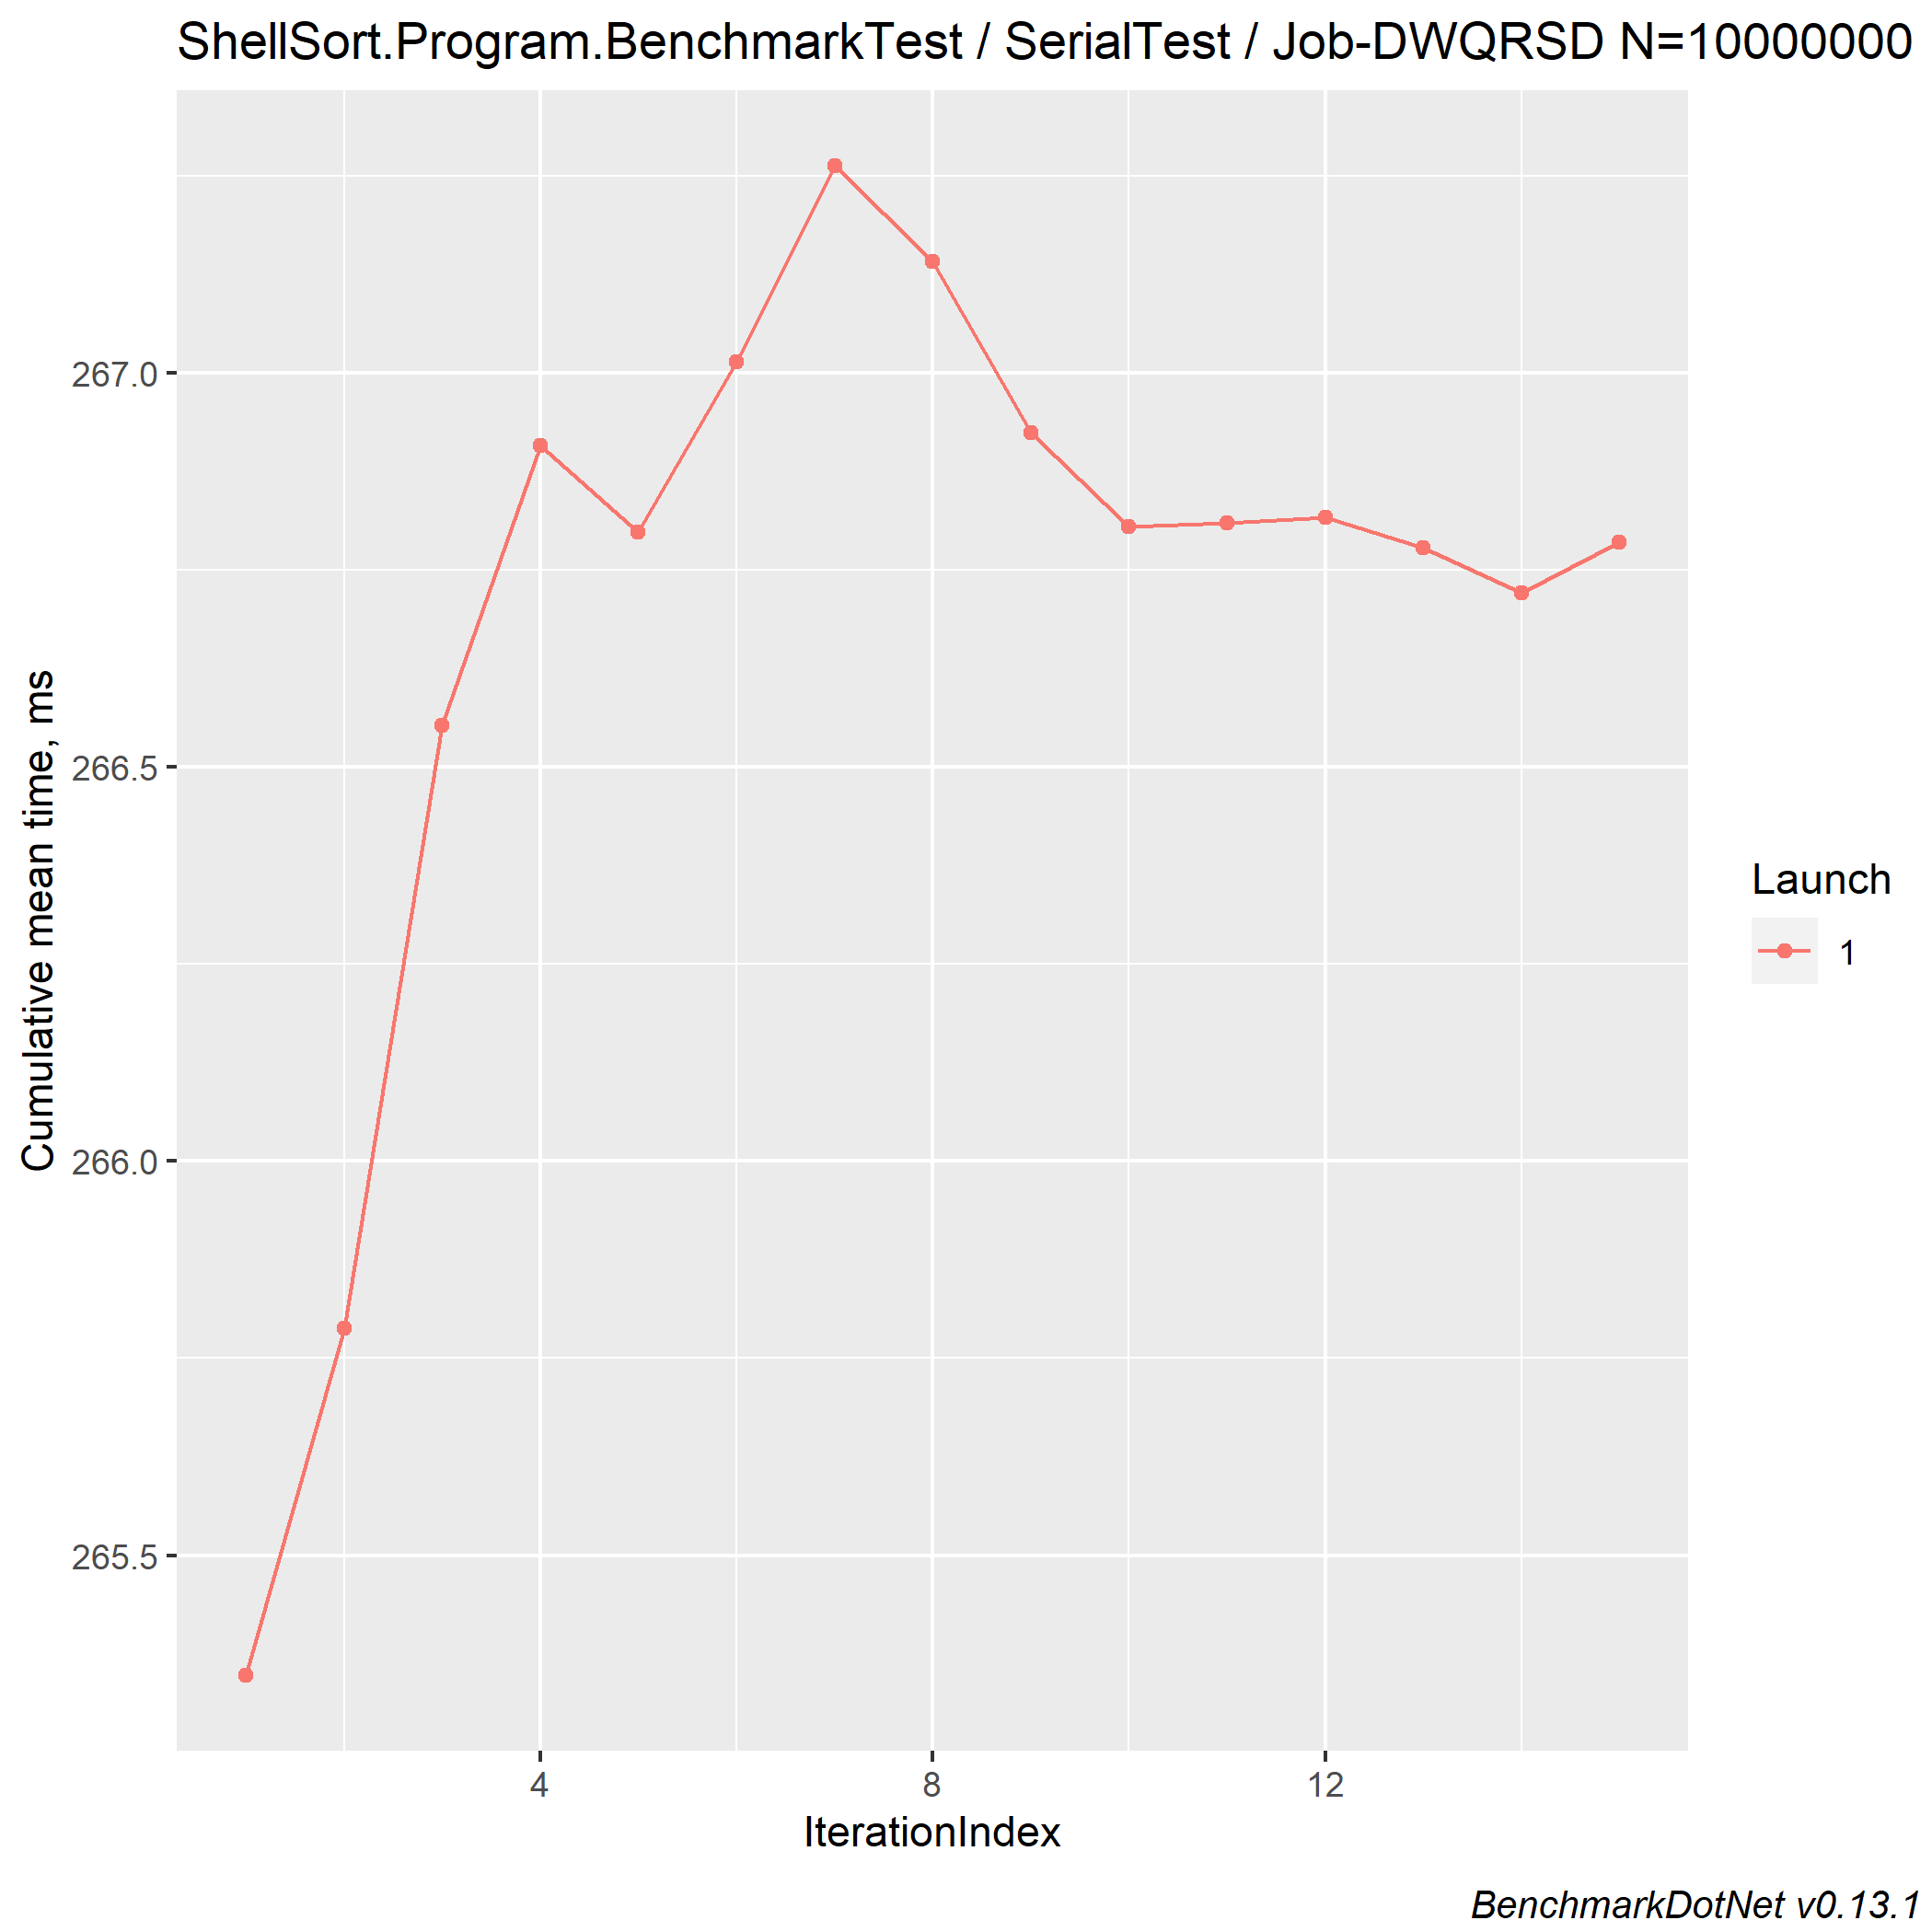 ShellSort.Program.BenchmarkTest / SerialTest / Job-DWQRSD N=10000000
Cumulative mean time, ms
267.0
266.5
266.0
265.5
4
8
12
IterationIndex
Launch
1
BenchmarkDotNet v0.13.1